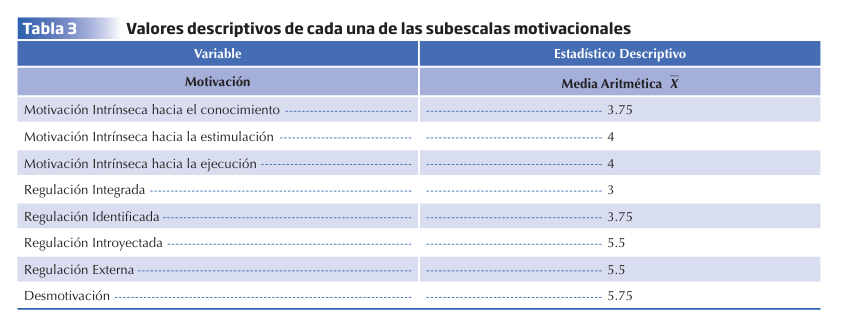 Tabla 3 Valores descriptivos de cada una de las subescalas motivacionales
Variable Estadístico Descriptivo
Motivación Media Aritmética X̅
Motivación Intrínseca hacia el conocimiento 3.75
Motivación Intrínseca hacia la estimulación 4
Motivación Intrínseca hacia la ejecución 4
Regulación Integrada 3
Regulación Identificada 3.75
Regulación Introyectada 5.5
Regulación Externa 5.5
Desmotivación 5.75